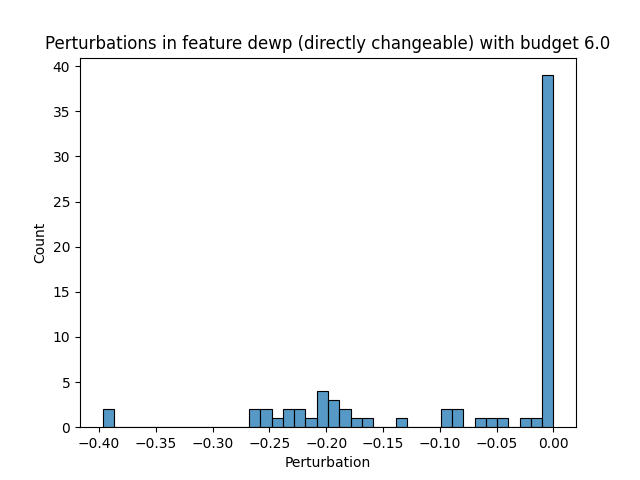 Perturbations in feature dewp (directly changeable) with budget 6.0
40
35
30
25
20
15
10
5
0
Count
−0.40 −0.35 −0.30 −0.25 −0.20 −0.15 −0.10 −0.05 0.00
Perturbation